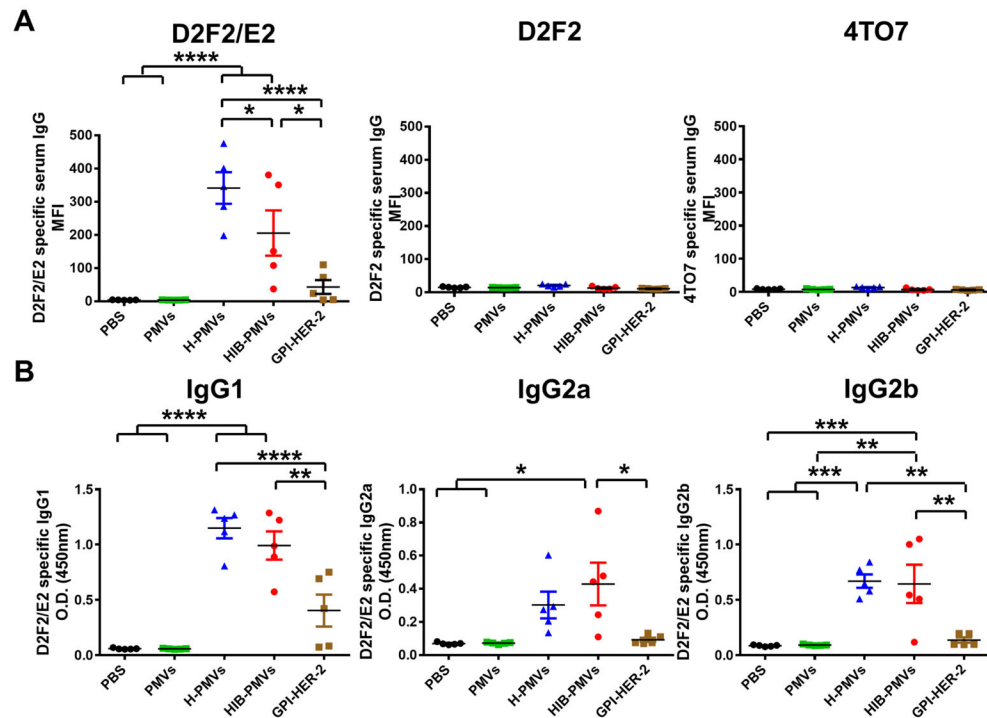 A
D2F2/E2
D2F2
4TO7
****
****
*
*
D2F2/E2 specific serum IgG
MFI
500
400
300
200
100
0
PBS
PMVs
H-PMVs
HIB-PMVs
GPI-HER-2
D2F2 specific serum IgG
MFI
500
400
300
200
100
0
PBS
PMVs
H-PMVs
HIB-PMVs
GPI-HER-2
4TO7 specific serum IgG
MFI
500
400
300
200
100
0
PBS
PMVs
H-PMVs
HIB-PMVs
GPI-HER-2
B
IgG1
IgG2a
IgG2b
****
****
**
D2F2/E2 specific IgG1
O.D. (450nm)
1.5
1.0
0.5
0.0
PBS
PMVs
H-PMVs
HIB-PMVs
GPI-HER-2
*
*
D2F2/E2 specific IgG2a
O.D. (450nm)
1.0
0.8
0.6
0.4
0.2
0.0
PBS
PMVs
H-PMVs
HIB-PMVs
GPI-HER-2
***
**
***
**
**
D2F2/E2 specific IgG2b
O.D. (450nm)
1.5
1.0
0.5
0.0
PBS
PMVs
H-PMVs
HIB-PMVs
GPI-HER-2